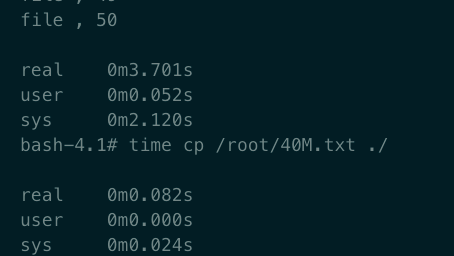 file , 50
real 0m3.701s
user 0m0.052s
sys 0m2.120s
bash-4.1# time cp /root/40M.txt ./
real 0m0.082s
user 0m0.000s
sys 0m0.024s